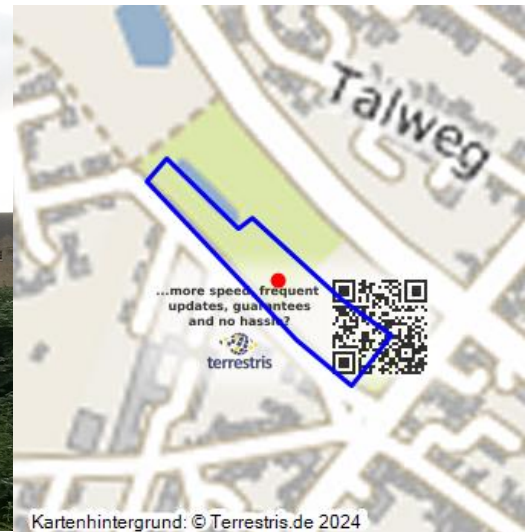 Talweg
...more speed, frequent
updates, guarantees
and no hassle?
terrestris
Kartenhintergrund: © Terrestris.de 2024